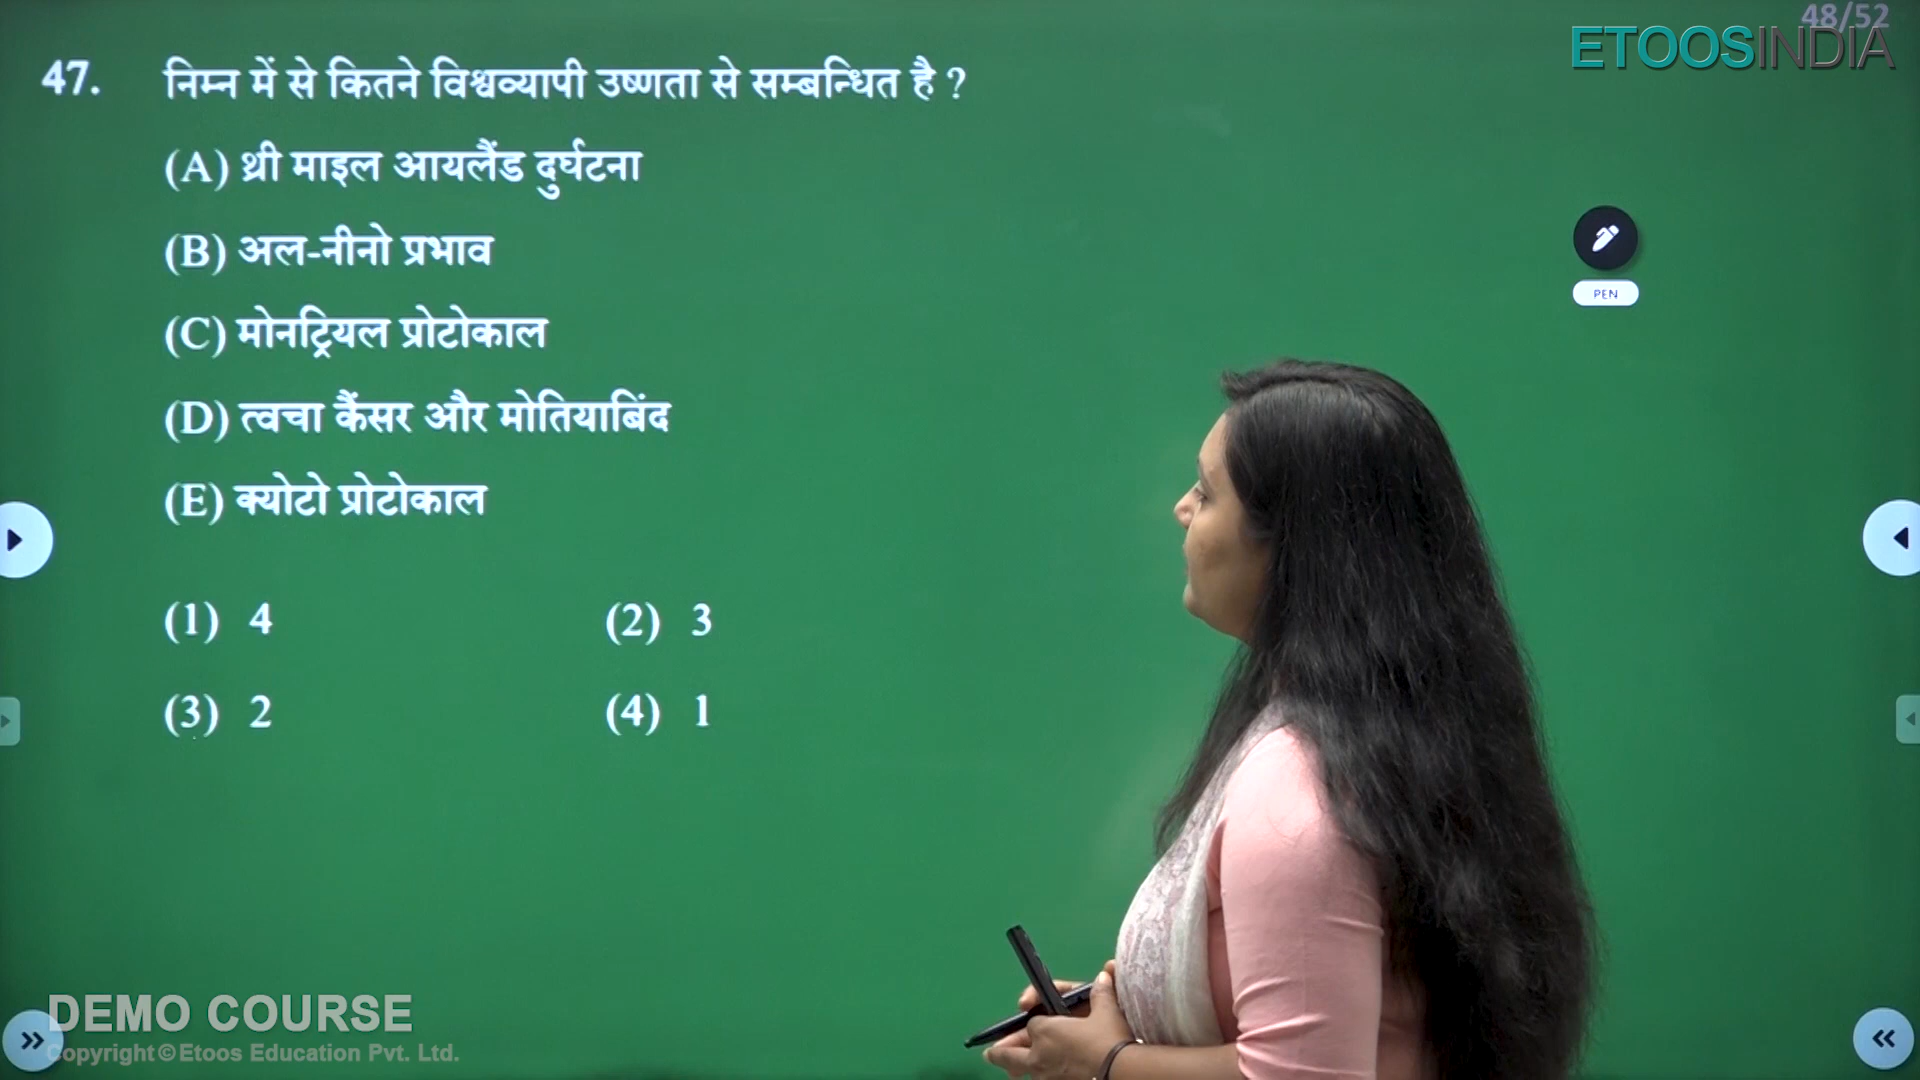 48/52
ETOOSINDIA
47. निम्न में से कितने विश्वव्यापी उष्णता से सम्बन्धित है ?
(A) थ्री माइल आयलैंड दुर्घटना
(B) अल-नीनो प्रभाव
PEN
(C) मोनट्रियल प्रोटोकाल
(D) त्वचा कैंसर और मोतियाबिंद
(E) क्योटो प्रोटोकाल
(1) 4 (2) 3
(3) 2 (4) 1
DEMO COURSE
Copyright © Etoos Education Pvt. Ltd.